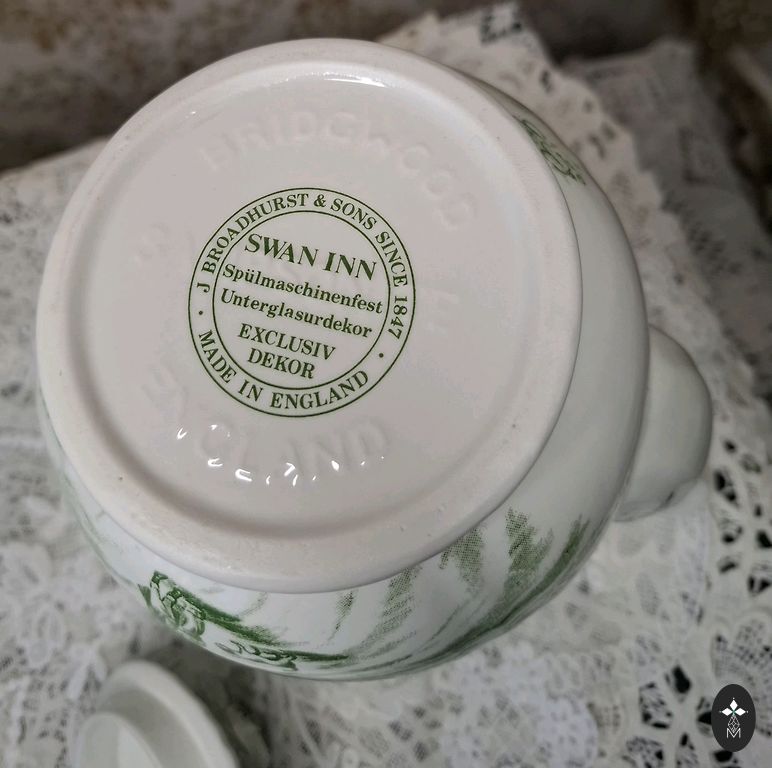 BRIDGWOOD
J BROADHURST & SONS SINCE 1847
SWAN INN
Spülmaschinenfest
Unterglasurdekor
EXCLUSIV
DEKOR
• MADE IN ENGLAND •
ENGLAND